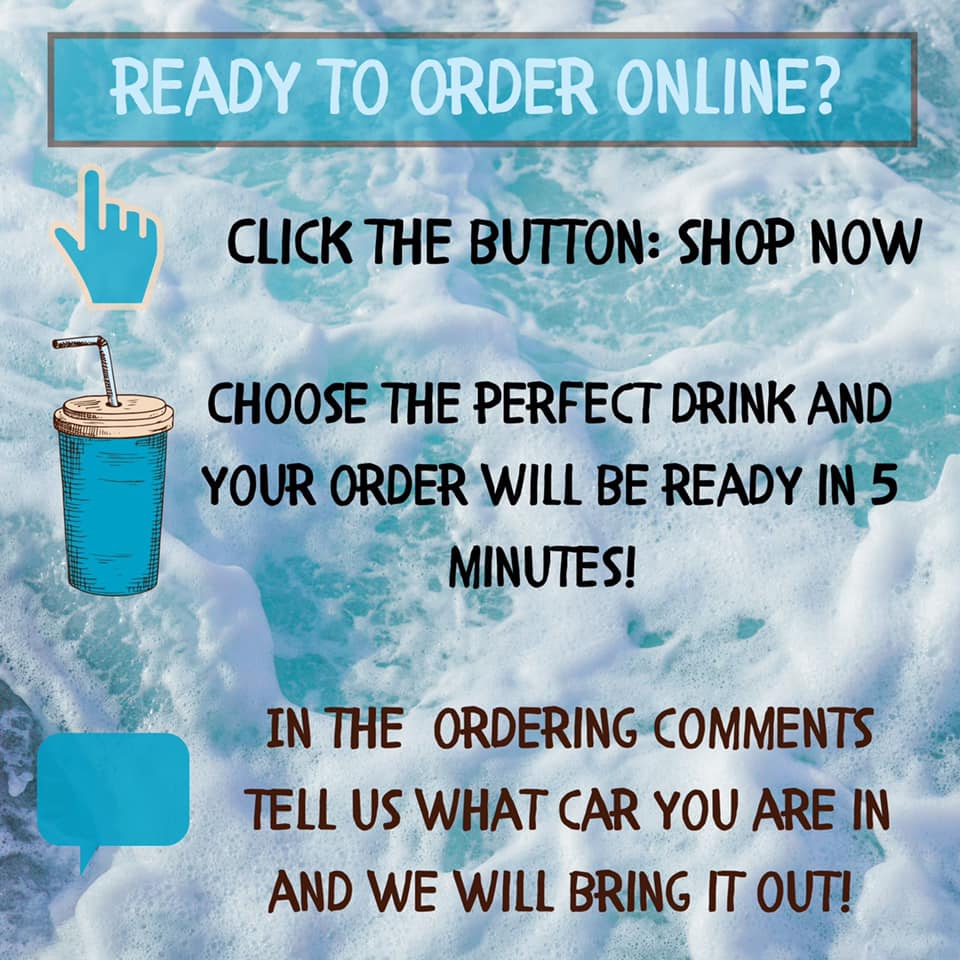 READY TO ORDER ONLINE?
CLICK THE BUTTON: SHOP NOW
CHOOSE THE PERFECT DRINK AND
YOUR ORDER WILL BE READY IN 5
MINUTES!
IN THE ORDERING COMMENTS
TELL US WHAT CAR YOU ARE IN
AND WE WILL BRING IT OUT!